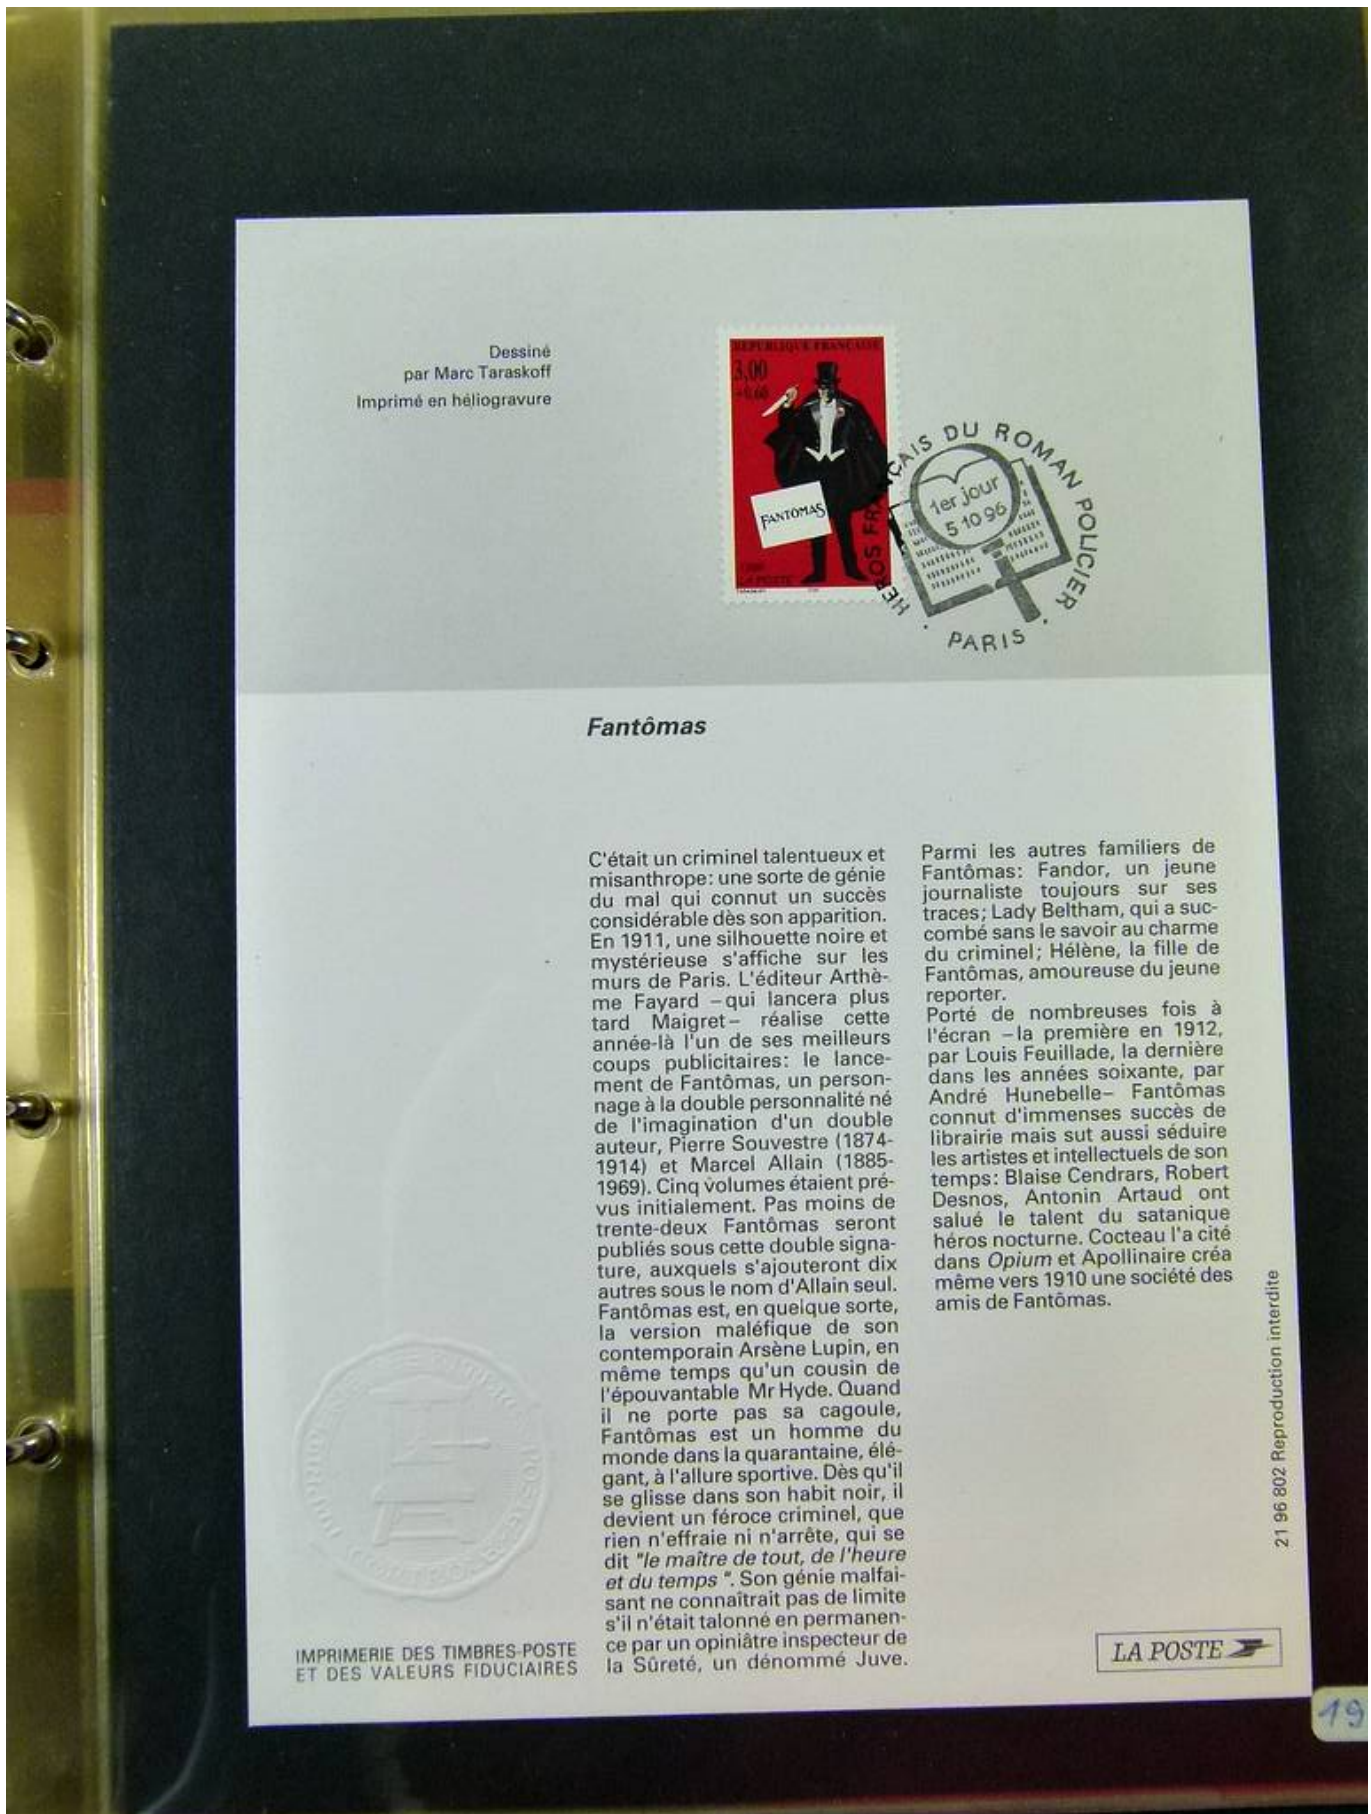 Dessiné
par Marc Taraskoff
Imprimé en héliogravure
REPUBLIQUE FRANÇAISE
3,00
+0,60
FANTÔMAS
LA POSTE
HEROS FRANÇAIS DU ROMAN POLICIER
1er jour
5 10 96
· PARIS ·
Fantômas
C'était un criminel talentueux et
misanthrope: une sorte de génie
du mal qui connut un succès
considérable dès son apparition.
En 1911, une silhouette noire et
mystérieuse s'affiche sur les
murs de Paris. L'éditeur Arthè-
me Fayard –qui lancera plus
tard Maigret– réalise cette
année-là l'un de ses meilleurs
coups publicitaires: le lance-
ment de Fantômas, un person-
nage à la double personnalité né
de l'imagination d'un double
auteur, Pierre Souvestre (1874-
1914) et Marcel Allain (1885-
1969). Cinq volumes étaient pré-
vus initialement. Pas moins de
trente-deux Fantômas seront
publiés sous cette double signa-
ture, auxquels s'ajouteront dix
autres sous le nom d'Allain seul.
Fantômas est, en quelque sorte,
la version maléfique de son
contemporain Arsène Lupin, en
même temps qu'un cousin de
l'épouvantable Mr Hyde. Quand
il ne porte pas sa cagoule,
Fantômas est un homme du
monde dans la quarantaine, élé-
gant, à l'allure sportive. Dès qu'il
se glisse dans son habit noir, il
devient un féroce criminel, que
rien n'effraie ni n'arrête, qui se
dit "le maître de tout, de l'heure
et du temps ". Son génie malfai-
sant ne connaîtrait pas de limite
s'il n'était talonné en permanen-
ce par un opiniâtre inspecteur de
la Sûreté, un dénommé Juve.
Parmi les autres familiers de
Fantômas: Fandor, un jeune
journaliste toujours sur ses
traces; Lady Beltham, qui a suc-
combé sans le savoir au charme
du criminel; Hélène, la fille de
Fantômas, amoureuse du jeune
reporter.
Porté de nombreuses fois à
l'écran –la première en 1912,
par Louis Feuillade, la dernière
dans les années soixante, par
André Hunebelle– Fantômas
connut d'immenses succès de
librairie mais sut aussi séduire
les artistes et intellectuels de son
temps: Blaise Cendrars, Robert
Desnos, Antonin Artaud ont
salué le talent du satanique
héros nocturne. Cocteau l'a cité
dans Opium et Apollinaire créa
même vers 1910 une société des
amis de Fantômas.
21 96 802 Reproduction interdite
IMPRIMERIE DES TIMBRES-POSTE
ET DES VALEURS FIDUCIAIRES
LA POSTE
19